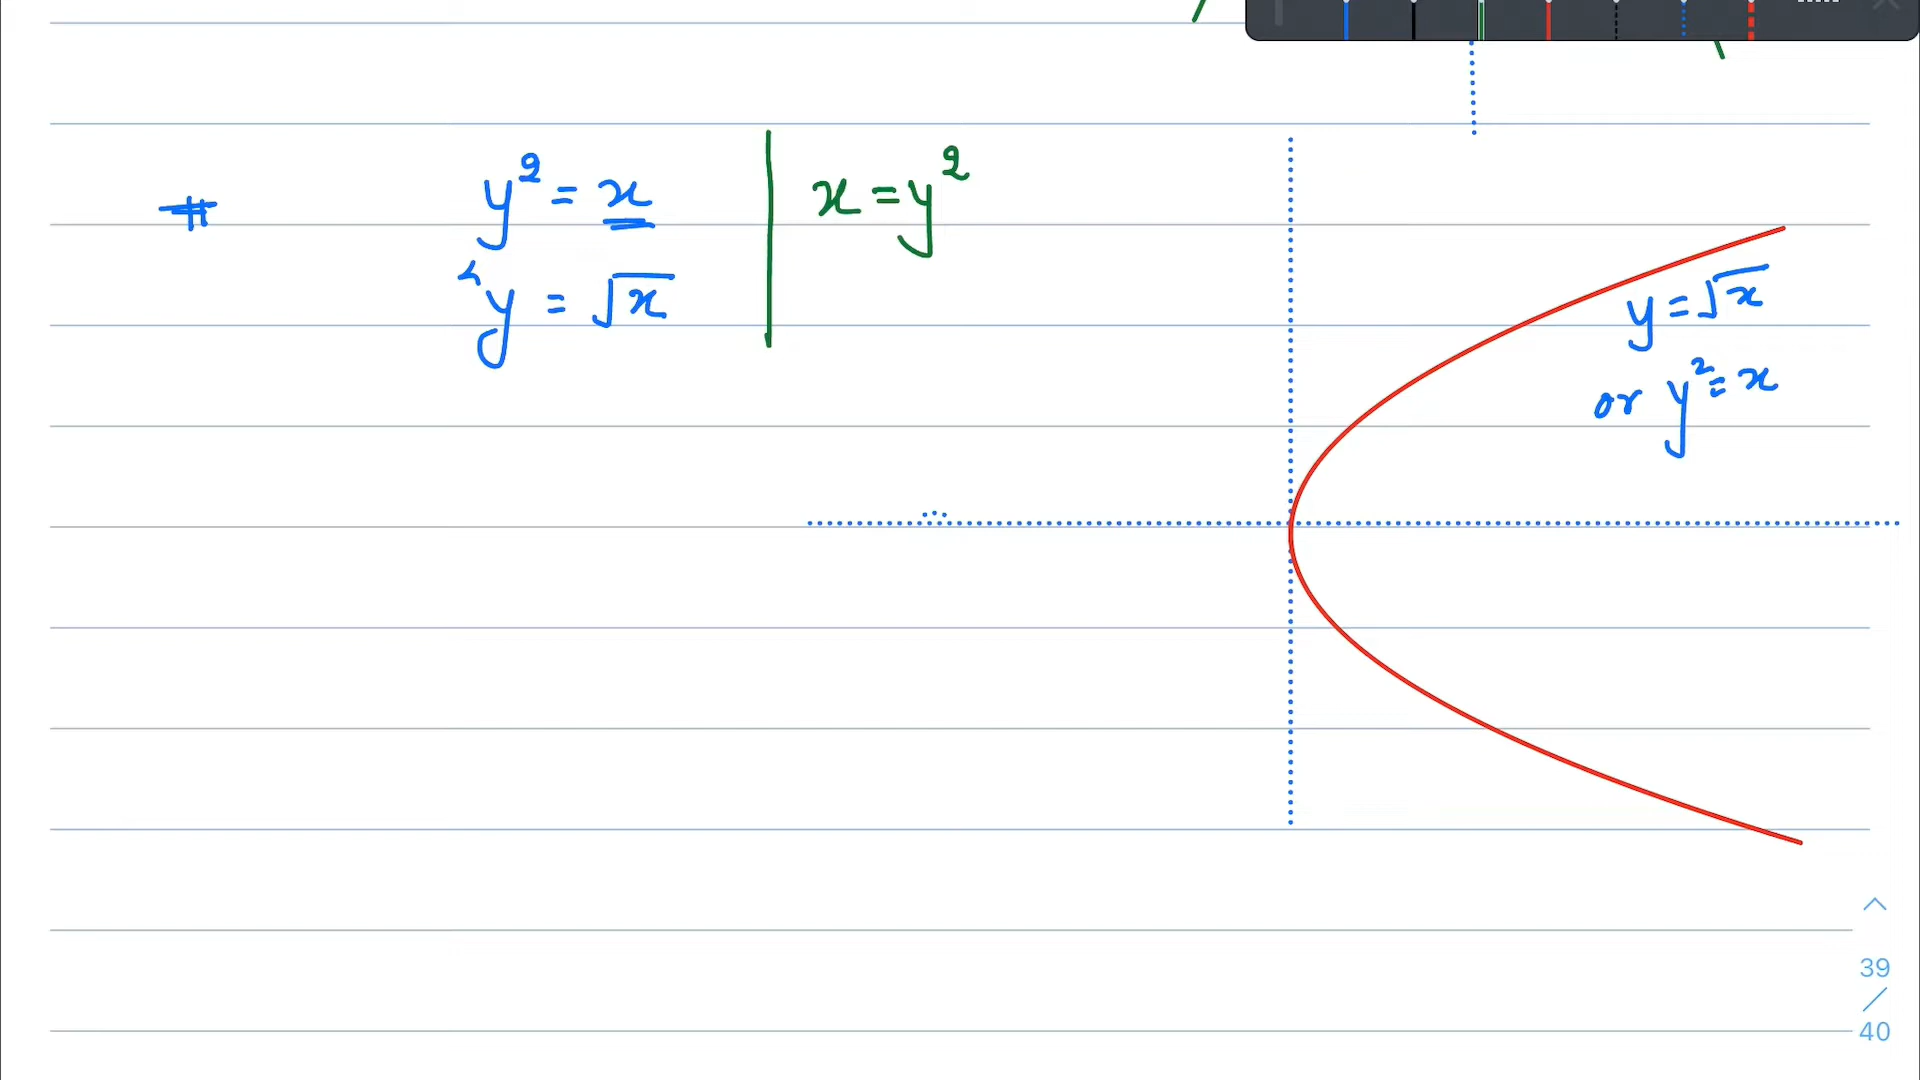 # y² = x | x = y²
y = √x
y = √x
or y² = x
39
/
40